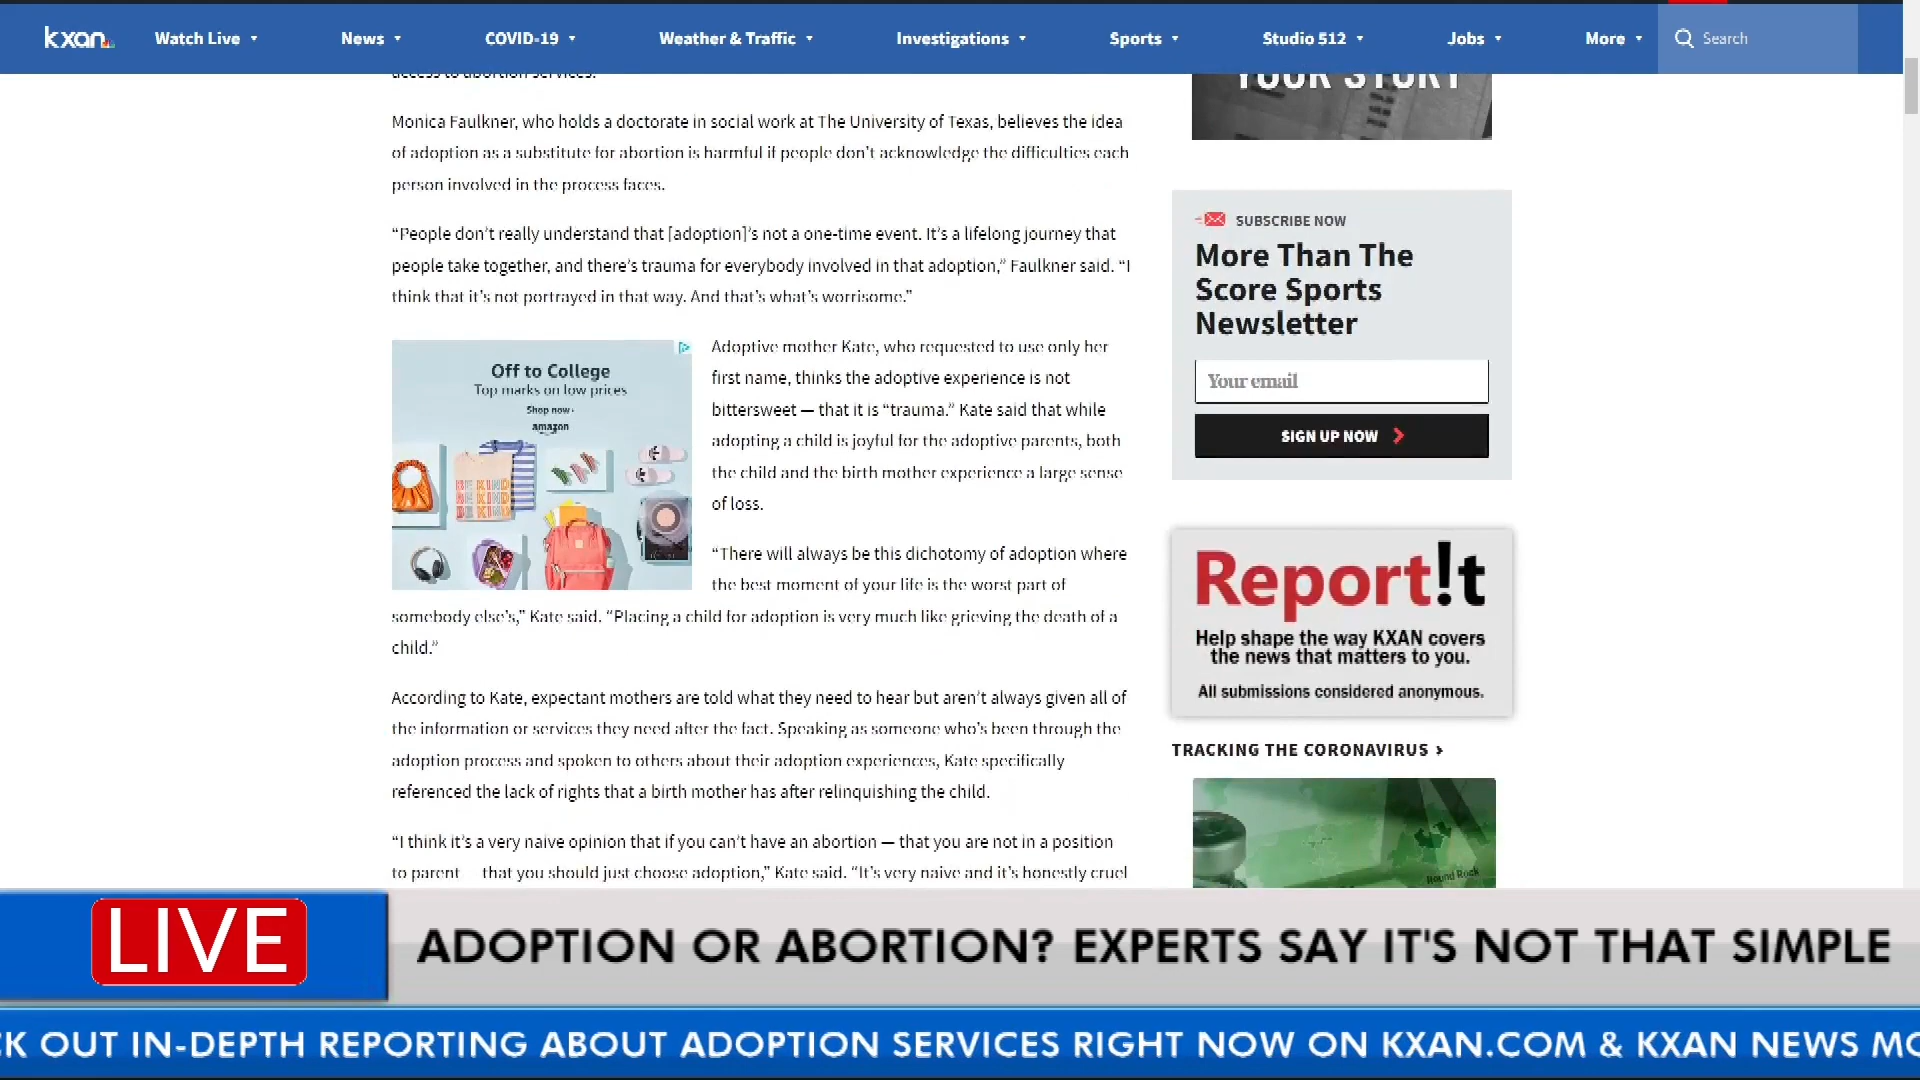 kxan
Watch Live
News
COVID-19
Weather & Traffic
Investigations
Sports
Studio 512
Jobs
More
Search
access to abortion services.
Monica Faulkner, who holds a doctorate in social work at The University of Texas, believes the idea
of adoption as a substitute for abortion is harmful if people don’t acknowledge the difficulties each
person involved in the process faces.
“People don’t really understand that [adoption]’s not a one-time event. It’s a lifelong journey that
people take together, and there’s trauma for everybody involved in that adoption,” Faulkner said. “I
think that it’s not portrayed in that way. And that’s what’s worrisome.”
Off to College
Top marks on low prices
Shop now›
amazon
BE KIND
BE KIND
BE KIND
Adoptive mother Kate, who requested to use only her
first name, thinks the adoptive experience is not
bittersweet — that it is “trauma.” Kate said that while
adopting a child is joyful for the adoptive parents, both
the child and the birth mother experience a large sense
of loss.
“There will always be this dichotomy of adoption where
the best moment of your life is the worst part of
somebody else’s,” Kate said. “Placing a child for adoption is very much like grieving the death of a
child.”
According to Kate, expectant mothers are told what they need to hear but aren’t always given all of
the information or services they need after the fact. Speaking as someone who’s been through the
adoption process and spoken to others about their adoption experiences, Kate specifically
referenced the lack of rights that a birth mother has after relinquishing the child.
“I think it’s a very naive opinion that if you can’t have an abortion — that you are not in a position
to parent — that you should just choose adoption,” Kate said. “It’s very naive and it’s honestly cruel
YOUR STORY
SUBSCRIBE NOW
More Than The
Score Sports
Newsletter
Your email
SIGN UP NOW
Report!t
Help shape the way KXAN covers
the news that matters to you.
All submissions considered anonymous.
TRACKING THE CORONAVIRUS ›
Round Rock
LIVE
ADOPTION OR ABORTION? EXPERTS SAY IT'S NOT THAT SIMPLE
CK OUT IN-DEPTH REPORTING ABOUT ADOPTION SERVICES RIGHT NOW ON KXAN.COM & KXAN NEWS MO